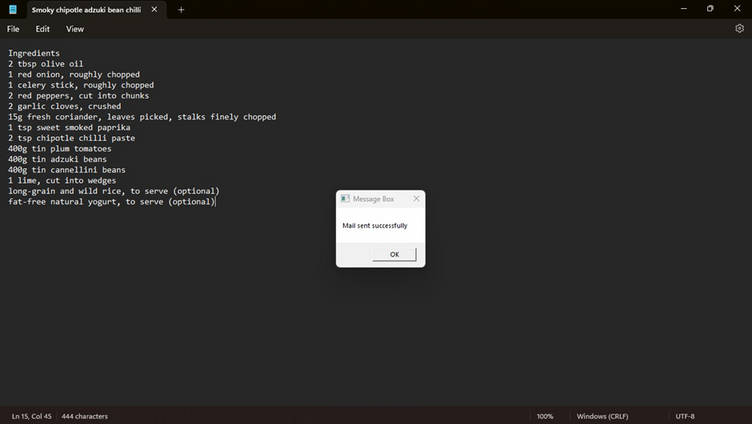 Smoky chipotle adzuki bean chilli
File Edit View
Ingredients
2 tbsp olive oil
1 red onion, roughly chopped
1 celery stick, roughly chopped
2 red peppers, cut into chunks
2 garlic cloves, crushed
15g fresh coriander, leaves picked, stalks finely chopped
1 tsp sweet smoked paprika
2 tsp chipotle chilli paste
400g tin plum tomatoes
400g tin adzuki beans
400g tin cannellini beans
1 lime, cut into wedges
long-grain and wild rice, to serve (optional)
fat-free natural yogurt, to serve (optional)
Message Box
Mail sent successfully
OK
Ln 15, Col 45 444 characters 100% Windows (CRLF) UTF-8